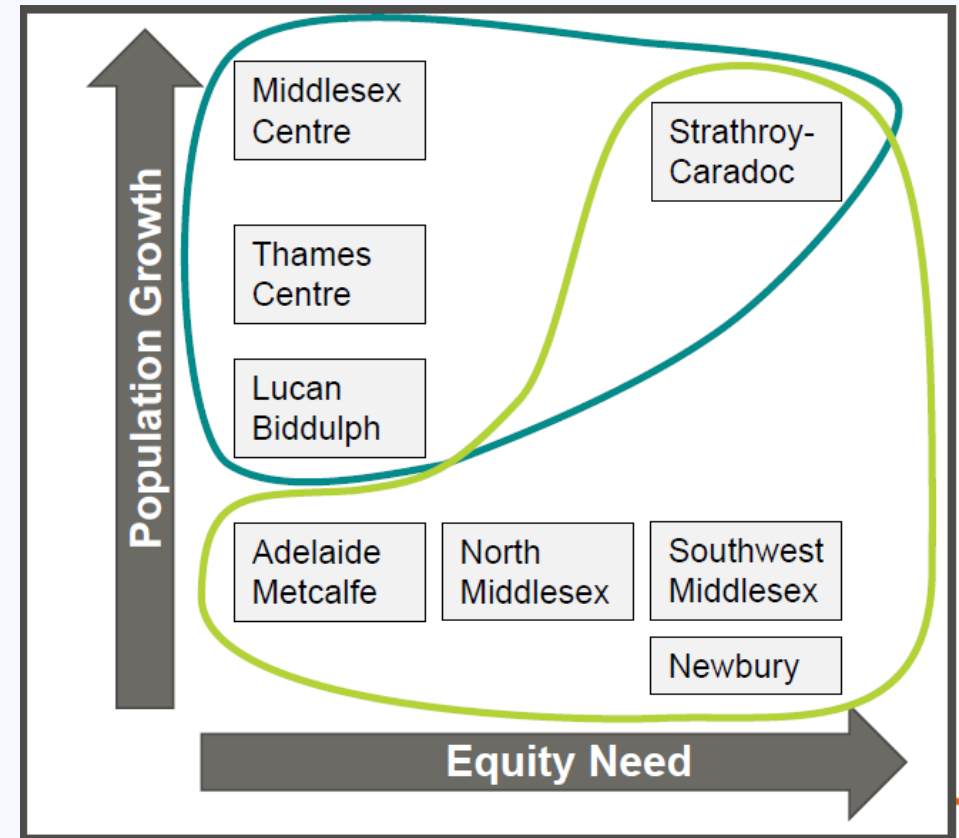 Population Growth
Middlesex
Centre
Strathroy-
Caradoc
Thames
Centre
Lucan
Biddulph
Adelaide
Metcalfe
North
Middlesex
Southwest
Middlesex
Newbury
Equity Need